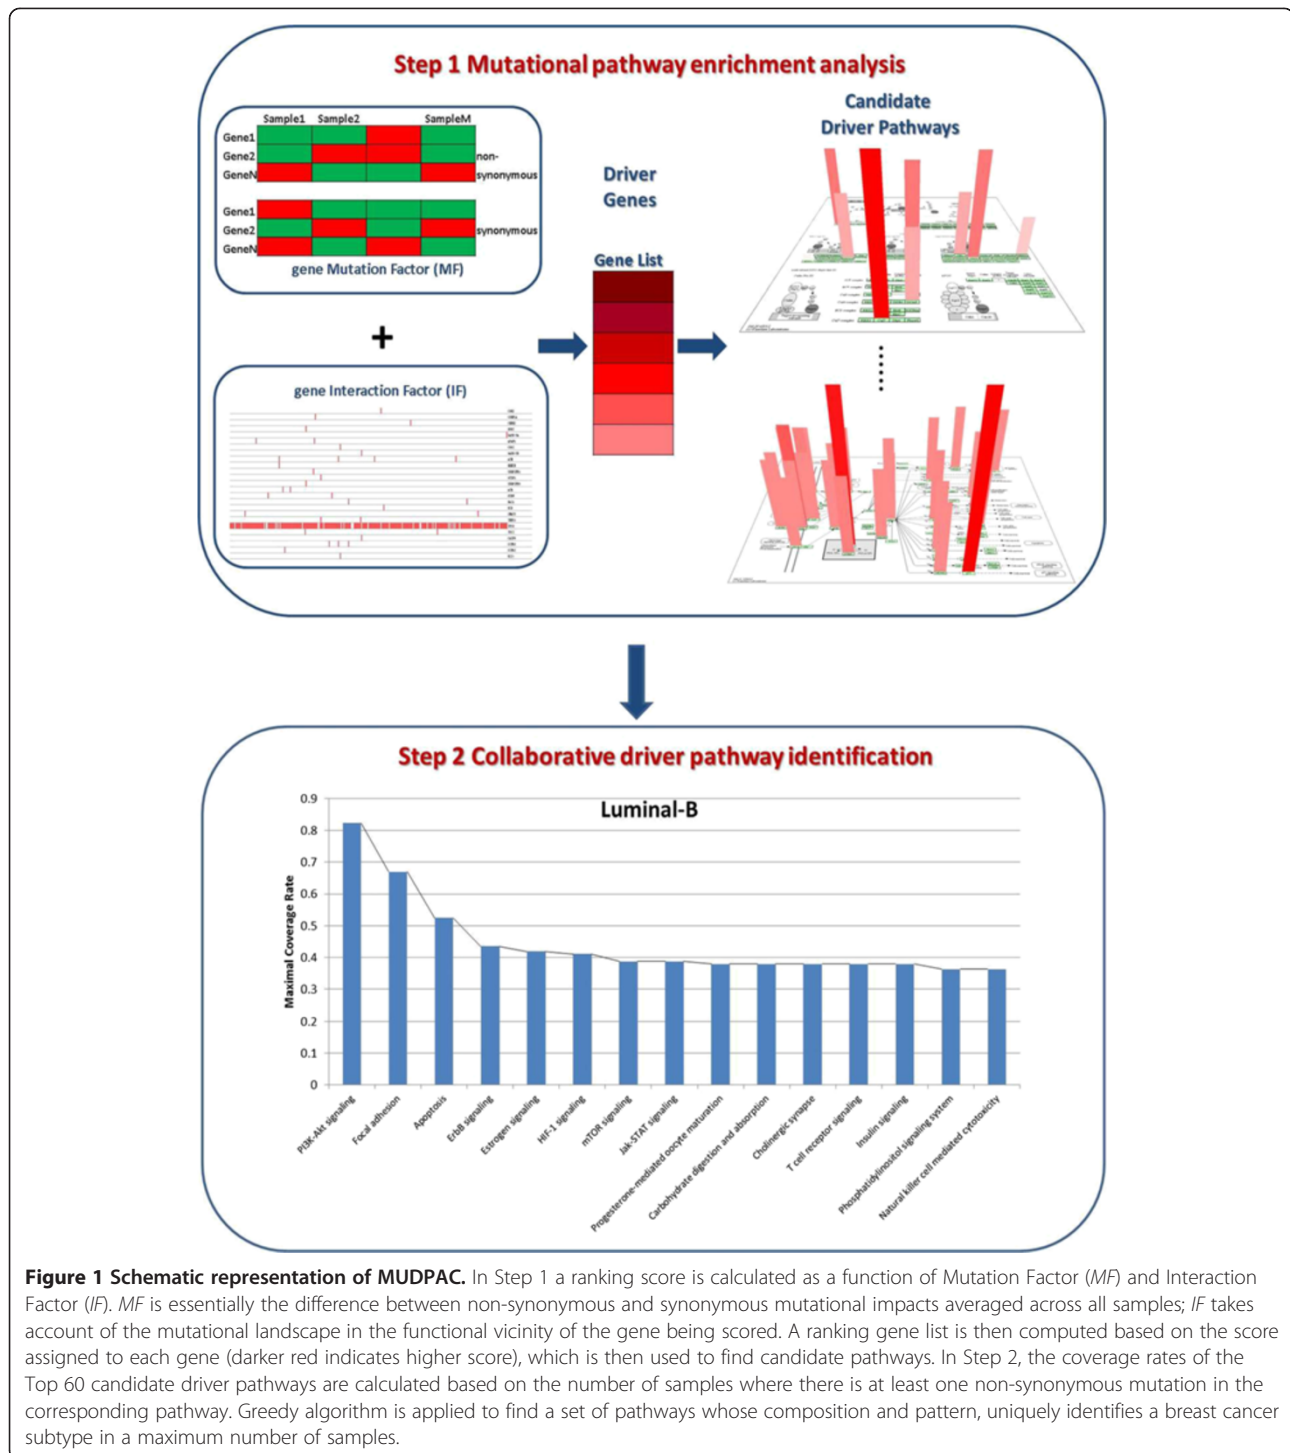 Step 1 Mutational pathway enrichment analysis
Sample1 Sample2 SampleM
Gene1
Gene2
GeneN
non-
synonymous
Gene1
Gene2
GeneN
synonymous
gene Mutation Factor (MF)
+
gene Interaction Factor (IF)
Driver
Genes
Gene List
Candidate
Driver Pathways
Step 2 Collaborative driver pathway identification
Luminal-B
Maximal Coverage Rate
0.9
0.8
0.7
0.6
0.5
0.4
0.3
0.2
0.1
0
PI3K-Akt signaling
Focal adhesion
Apoptosis
ErbB signaling
Estrogen signaling
HIF-1 signaling
mTOR signaling
Jak-STAT signaling
Progesterone-mediated oocyte maturation
Carbohydrate digestion and absorption
Cholinergic synapse
T cell receptor signaling
Insulin signaling
Phosphatidylinositol signaling system
Natural killer cell mediated cytotoxicity
Figure 1 Schematic representation of MUDPAC. In Step 1 a ranking score is calculated as a function of Mutation Factor (MF) and Interaction
Factor (IF). MF is essentially the difference between non-synonymous and synonymous mutational impacts averaged across all samples; IF takes
account of the mutational landscape in the functional vicinity of the gene being scored. A ranking gene list is then computed based on the score
assigned to each gene (darker red indicates higher score), which is then used to find candidate pathways. In Step 2, the coverage rates of the
Top 60 candidate driver pathways are calculated based on the number of samples where there is at least one non-synonymous mutation in the
corresponding pathway. Greedy algorithm is applied to find a set of pathways whose composition and pattern, uniquely identifies a breast cancer
subtype in a maximum number of samples.